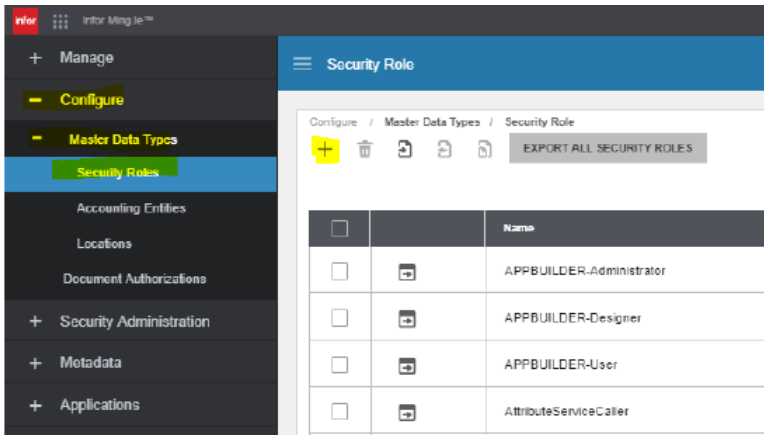 infor Infor Ming.le™
+ Manage
− Configure
− Master Data Types
Security Roles
Accounting Entities
Locations
Document Authorizations
+ Security Administration
+ Metadata
+ Applications
Security Role
Configure / Master Data Types / Security Role
EXPORT ALL SECURITY ROLES
Name
APPBUILDER-Administrator
APPBUILDER-Designer
APPBUILDER-User
AttributeServiceCaller